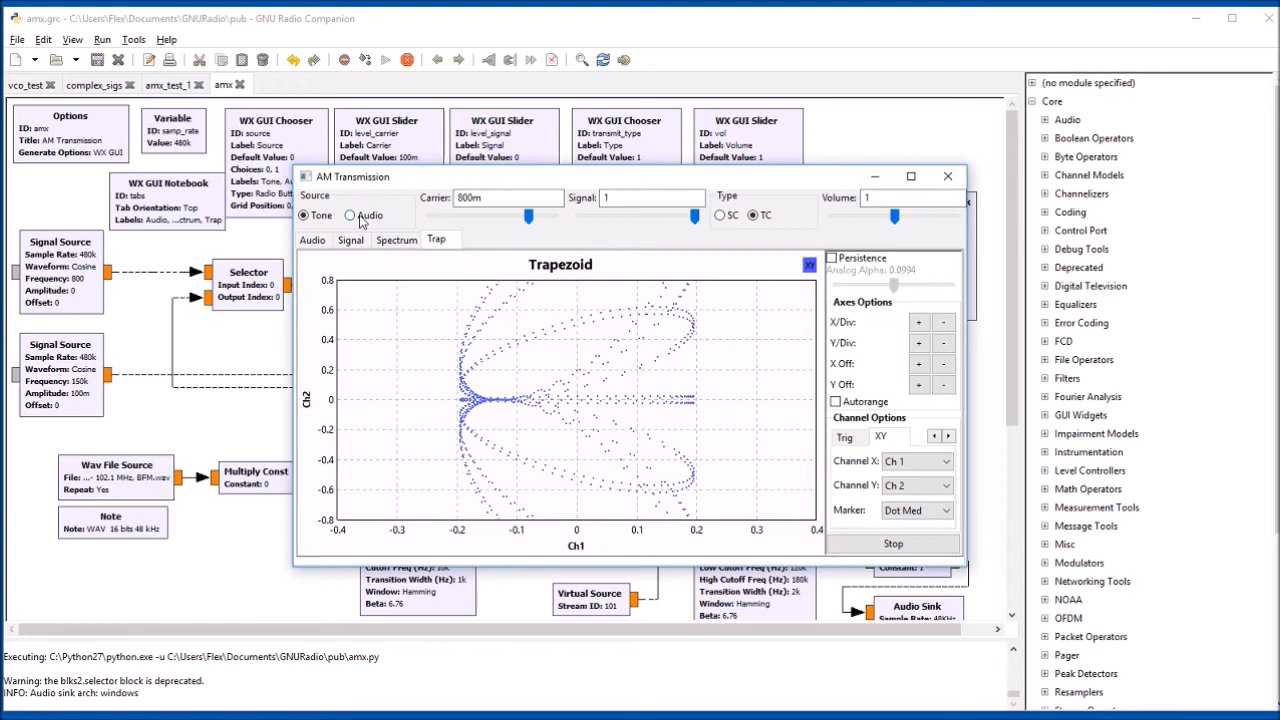 amx.grc - C:\Users\Flex\Documents\GNURadio\pub - GNU Radio Companion
File Edit View Run Tools Help
vco_test complex_sigs amx_test_1 amx
Options
ID: amx
Title: AM Transmission
Generate Options: WX GUI
Variable
ID: samp_rate
Value: 480k
WX GUI Chooser
ID: source
Label: Source
Default Value: 0
Choices: 0, 1
Labels: Tone, Au
Type: Radio Butt
Grid Position: 0,
WX GUI Slider
ID: level_carrier
Label: Carrier
Default Value: 100m
WX GUI Slider
ID: level_signal
Label: Signal
Default Value: 0
WX GUI Chooser
ID: transmit_type
Label: Type
Default Value: 1
WX GUI Slider
ID: vol
Label: Volume
Default Value: 1
WX GUI Notebook
ID: tabs
Tab Orientation: Top
Labels: Audio, ...ctrum, Trap
Signal Source
Sample Rate: 480k
Waveform: Cosine
Frequency: 800
Amplitude: 0
Offset: 0
Selector
Input Index: 0
Output Index: 0
Signal Source
Sample Rate: 480k
Waveform: Cosine
Frequency: 150k
Amplitude: 100m
Offset: 0
Wav File Source
File: ...- 102.1 MHz, BFM.wav
Repeat: Yes
Multiply Const
Constant: 0
Note
Note: WAV 16 bits 48 kHz
AM Transmission
Source
Tone Audio
Carrier: 800m
Signal: 1
Type
SC TC
Volume: 1
Audio Signal Spectrum Trap
Trapezoid
XY
0.8
0.6
0.4
0.2
0
-0.2
-0.4
-0.6
-0.8
Ch2
-0.4 -0.3 -0.2 -0.1 0 0.1 0.2 0.3 0.4
Ch1
Persistence
Analog Alpha: 0.0994
Axes Options
X/Div: + -
Y/Div: + -
X Off: + -
Y Off: + -
Autorange
Channel Options
Trig XY
Channel X: Ch 1
Channel Y: Ch 2
Marker: Dot Med
Stop
Transition Width (Hz): 1k
Window: Hamming
Beta: 6.76
Virtual Source
Stream ID: 101
High Cutoff Freq (Hz): 180k
Transition Width (Hz): 2k
Window: Hamming
Beta: 6.76
Audio Sink
Sample Rate: 48KHz
Executing: C:\Python27\python.exe -u C:\Users\Flex\Documents\GNURadio\pub\amx.py
Warning: the blks2.selector block is deprecated.
INFO: Audio sink arch: windows
(no module specified)
Core
Audio
Boolean Operators
Byte Operators
Channel Models
Channelizers
Coding
Control Port
Debug Tools
Deprecated
Digital Television
Equalizers
Error Coding
FCD
File Operators
Filters
Fourier Analysis
GUI Widgets
Impairment Models
Instrumentation
Level Controllers
Math Operators
Measurement Tools
Message Tools
Misc
Modulators
Networking Tools
NOAA
OFDM
Packet Operators
Pager
Peak Detectors
Resamplers